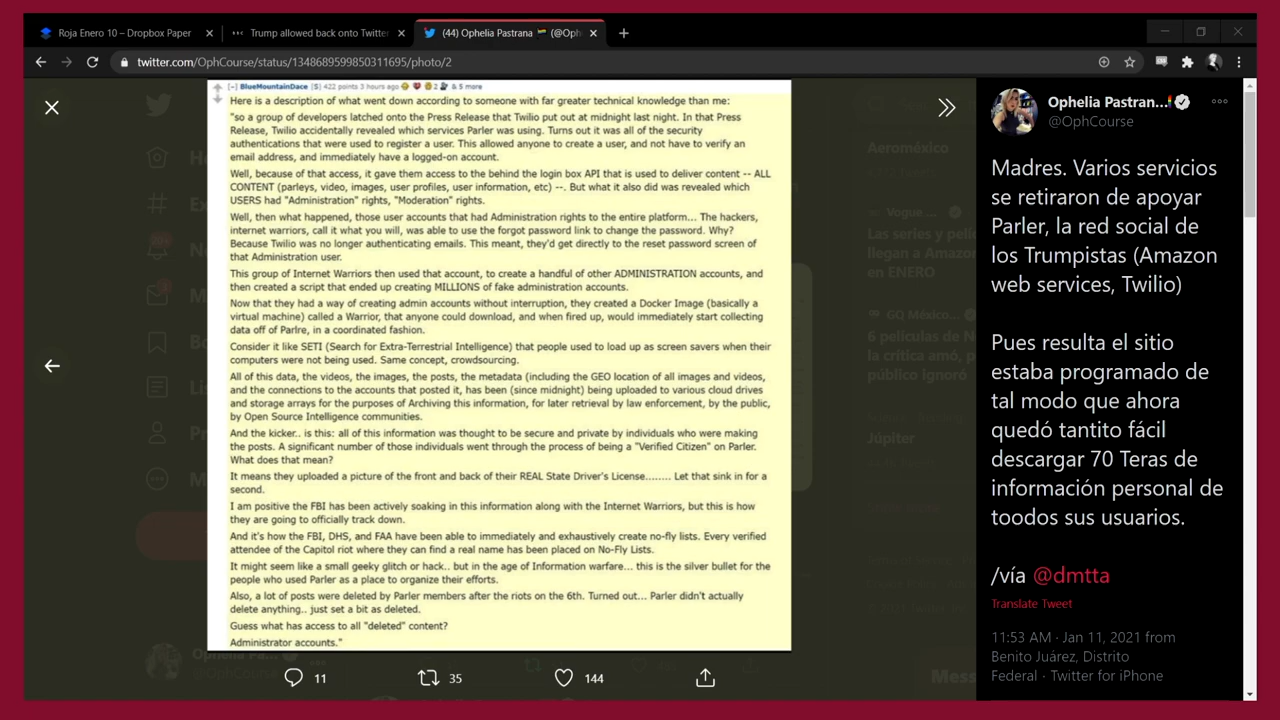 Roja Enero 10 – Dropbox Paper
Trump allowed back onto Twitter
(44) Ophelia Pastrana 🏳️‍🌈 (@Oph
twitter.com/OphCourse/status/1348689599850311695/photo/2
[–] BlueMountainDace [S] 422 points 3 hours ago 2 & 5 more
Here is a description of what went down according to someone with far greater technical knowledge than me:
"so a group of developers latched onto the Press Release that Twilio put out at midnight last night. In that Press
Release, Twilio accidentally revealed which services Parler was using. Turns out it was all of the security
authentications that were used to register a user. This allowed anyone to create a user, and not have to verify an
email address, and immediately have a logged-on account.
Well, because of that access, it gave them access to the behind the login box API that is used to deliver content -- ALL
CONTENT (parleys, video, images, user profiles, user information, etc) --. But what it also did was revealed which
USERS had "Administration" rights, "Moderation" rights.
Well, then what happened, those user accounts that had Administration rights to the entire platform... The hackers,
internet warriors, call it what you will, was able to use the forgot password link to change the password. Why?
Because Twilio was no longer authenticating emails. This meant, they'd get directly to the reset password screen of
that Administration user.
This group of Internet Warriors then used that account, to create a handful of other ADMINISTRATION accounts, and
then created a script that ended up creating MILLIONS of fake administration accounts.
Now that they had a way of creating admin accounts without interruption, they created a Docker Image (basically a
virtual machine) called a Warrior, that anyone could download, and when fired up, would immediately start collecting
data off of Parlre, in a coordinated fashion.
Consider it like SETI (Search for Extra-Terrestrial Intelligence) that people used to load up as screen savers when their
computers were not being used. Same concept, crowdsourcing.
All of this data, the videos, the images, the posts, the metadata (including the GEO location of all images and videos,
and the connections to the accounts that posted it, has been (since midnight) being uploaded to various cloud drives
and storage arrays for the purposes of Archiving this information, for later retrieval by law enforcement, by the public,
by Open Source Intelligence communities.
And the kicker.. is this: all of this information was thought to be secure and private by individuals who were making
the posts. A significant number of those individuals went through the process of being a "Verified Citizen" on Parler.
What does that mean?
It means they uploaded a picture of the front and back of their REAL State Driver's License........ Let that sink in for a
second.
I am positive the FBI has been actively soaking in this information along with the Internet Warriors, but this is how
they are going to officially track down.
And it's how the FBI, DHS, and FAA have been able to immediately and exhaustively create no-fly lists. Every verified
attendee of the Capitol riot where they can find a real name has been placed on No-Fly Lists.
It might seem like a small geeky glitch or hack.. but in the age of Information warfare... this is the silver bullet for the
people who used Parler as a place to organize their efforts.
Also, a lot of posts were deleted by Parler members after the riots on the 6th. Turned out... Parler didn't actually
delete anything.. just set a bit as deleted.
Guess what has access to all "deleted" content?
Administrator accounts."
11
35
144
Aeroméxico
Vogue
Las series y pelíc
llegan a Amazon
en ENERO
GQ México
6 películas de N
la crítica amó, p
público ignoró
Júpiter
Ophelia Pa...
Mess
Ophelia Pastran...
@OphCourse
Madres. Varios servicios
se retiraron de apoyar
Parler, la red social de
los Trumpistas (Amazon
web services, Twilio)
Pues resulta el sitio
estaba programado de
tal modo que ahora
quedó tantito fácil
descargar 70 Teras de
información personal de
toodos sus usuarios.
/vía @dmtta
Translate Tweet
11:53 AM · Jan 11, 2021 from
Benito Juárez, Distrito
Federal · Twitter for iPhone